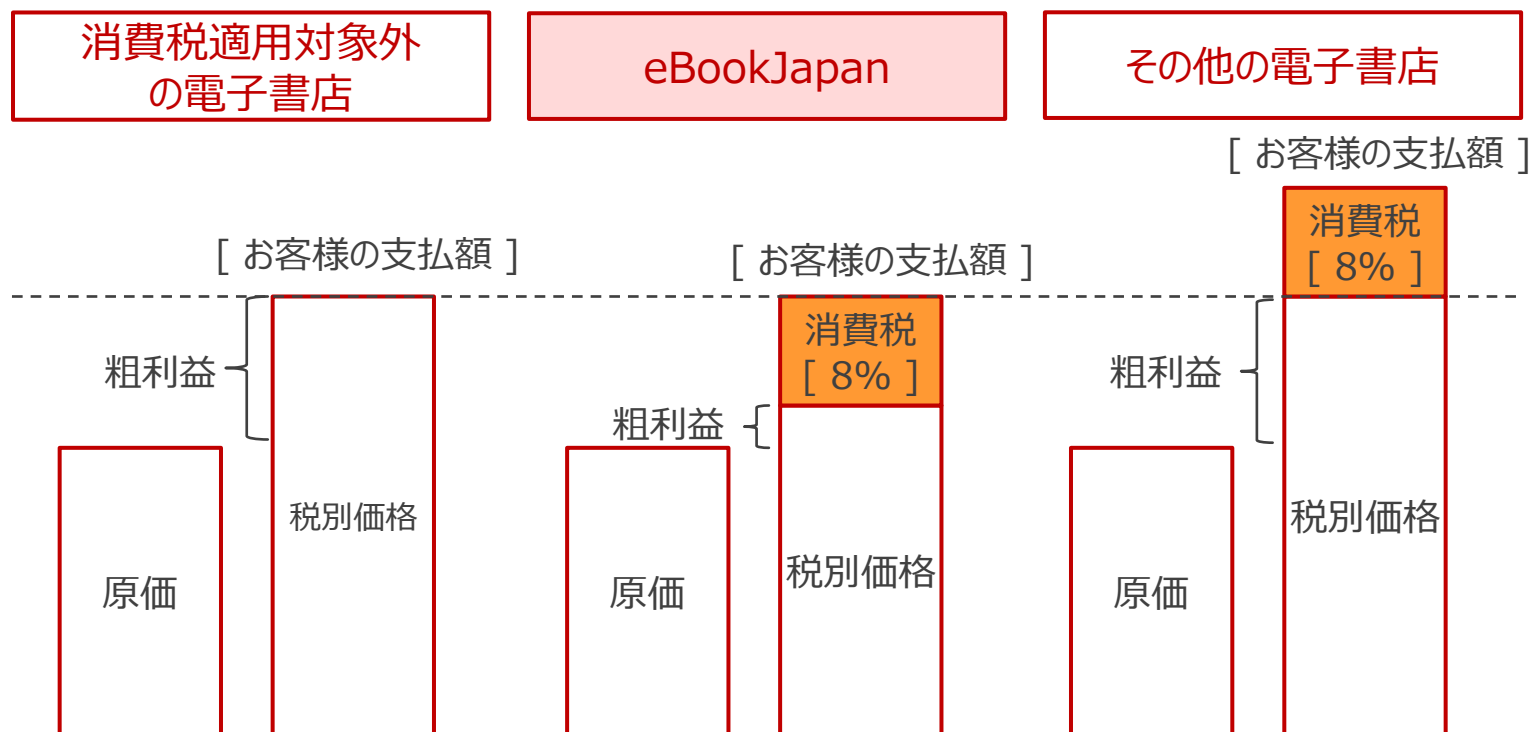 消費税適用対象外
の電子書店
eBookJapan
その他の電子書店
[ お客様の支払額 ]
粗利益
原価
税別価格
[ お客様の支払額 ]
消費税
[ 8% ]
粗利益
原価
税別価格
[ お客様の支払額 ]
消費税
[ 8% ]
粗利益
原価
税別価格